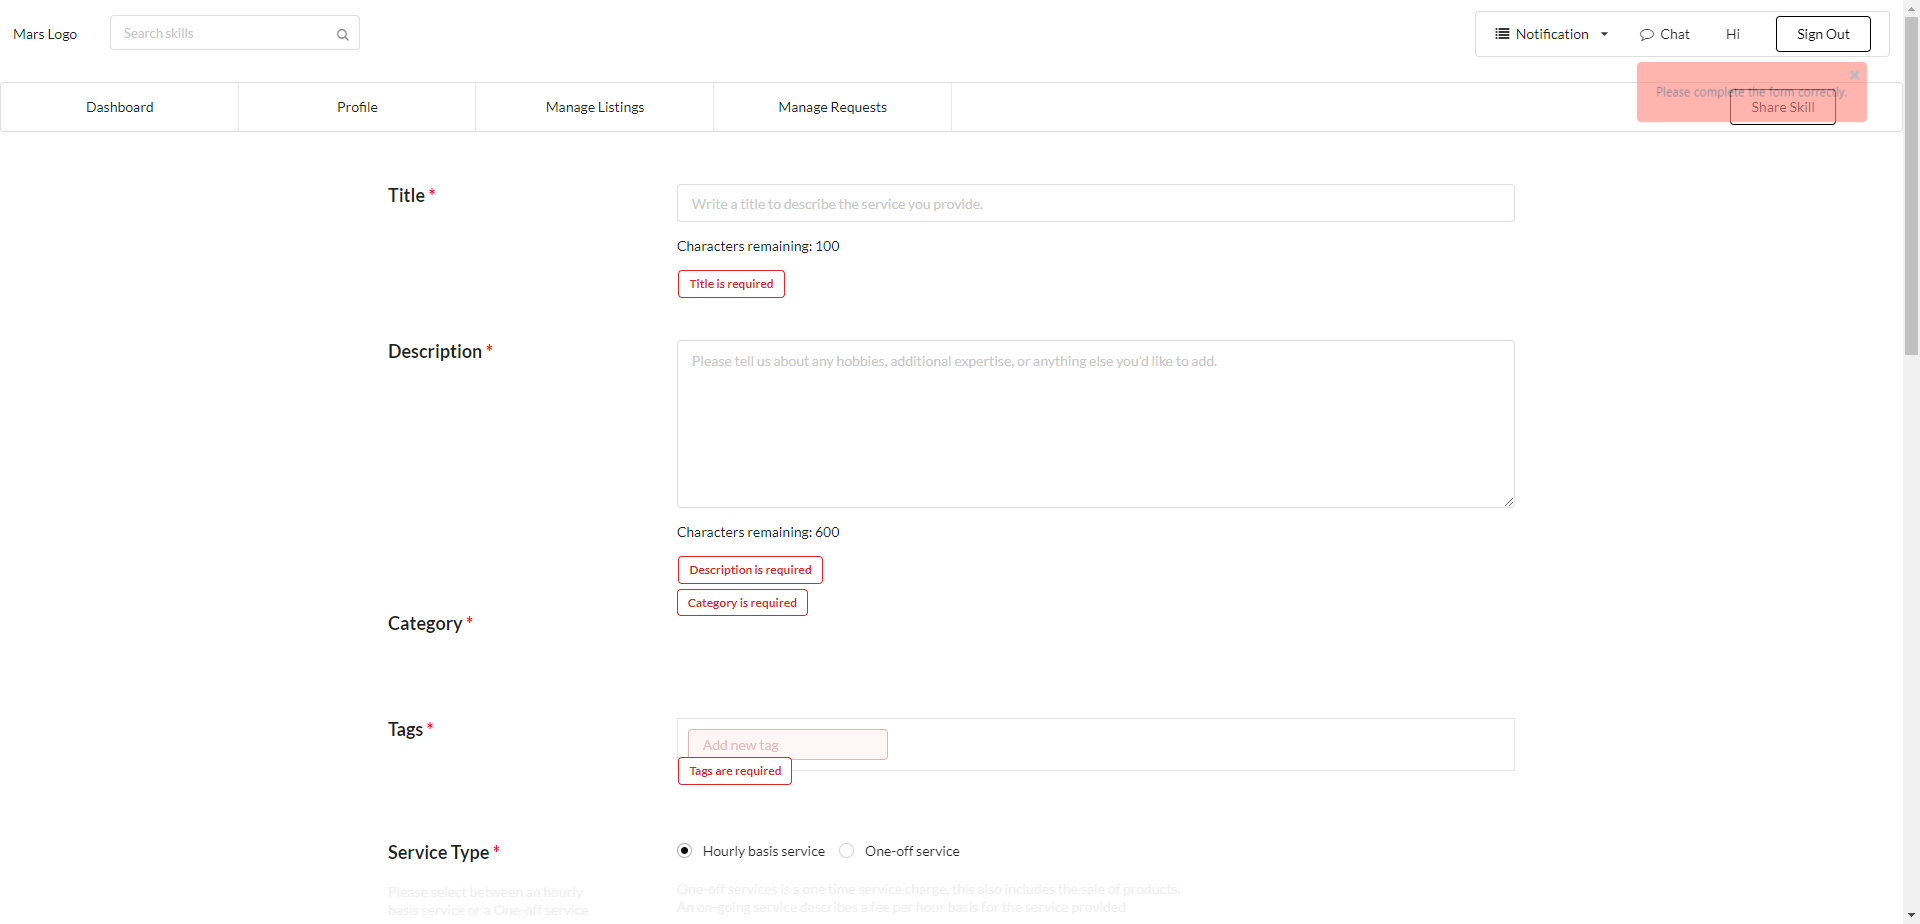 Mars Logo
Search skills
Notification
Chat
Hi
Sign Out
Please complete the form correctly.
Dashboard
Profile
Manage Listings
Manage Requests
Share Skill
Title *
Write a title to describe the service you provide.
Characters remaining: 100
Title is required
Description *
Please tell us about any hobbies, additional expertise, or anything else you'd like to add.
Characters remaining: 600
Description is required
Category is required
Category *
Tags *
Add new tag
Tags are required
Service Type *
Hourly basis service
One-off service
Please select between an hourly
basis service or a One-off service
One-off services is a one time service charge, this also includes the sale of products.
An on-going service describes a fee per hour basis for the service provided